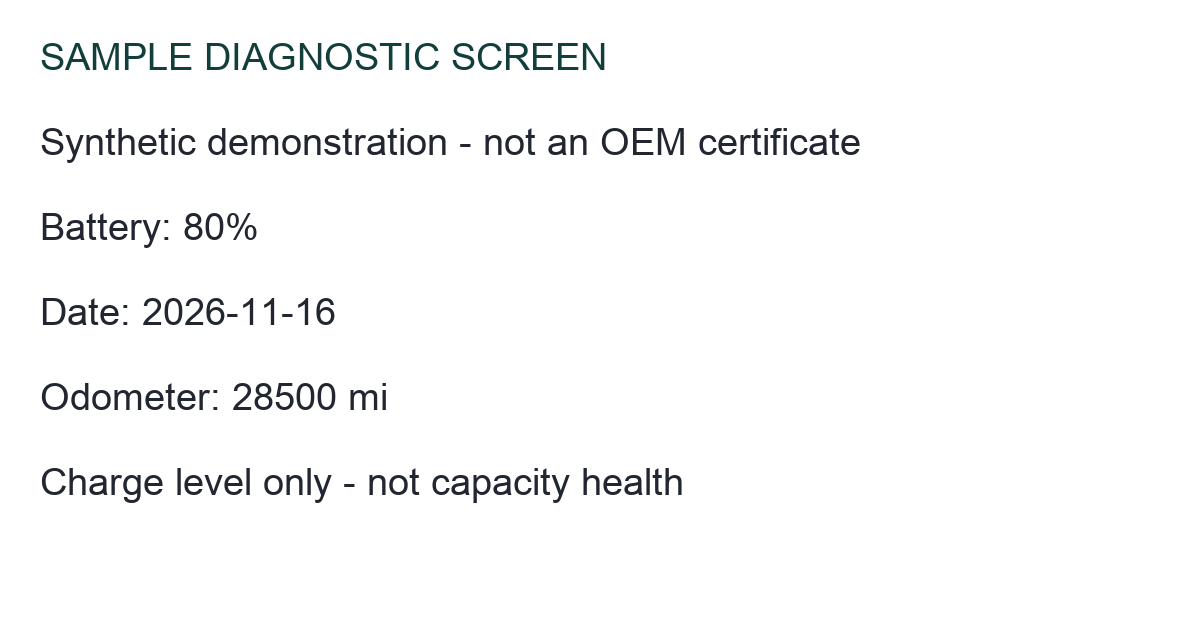 SAMPLE DIAGNOSTIC SCREEN
Synthetic demonstration - not an OEM certificate
Battery: 80%
Date: 2026-11-16
Odometer: 28500 mi
Charge level only - not capacity health